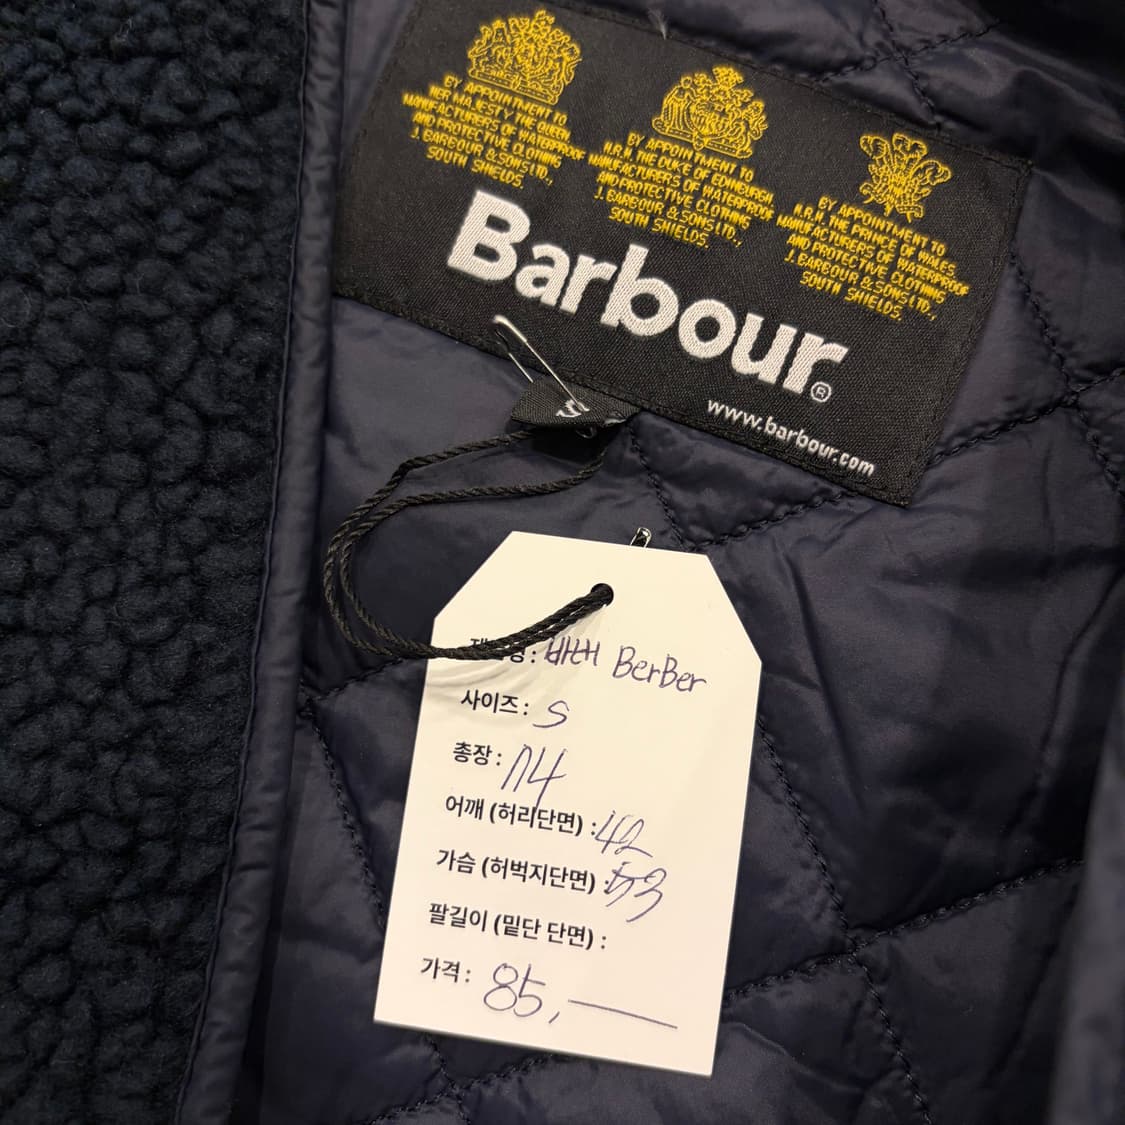 BY APPOINTMENT TO
HER MAJESTY THE QUEEN
MANUFACTURERS OF WATERPROOF
AND PROTECTIVE CLOTHING
J. BARBOUR & SONS LTD.,
SOUTH SHIELDS.
BY APPOINTMENT TO
H.R.H. THE DUKE OF EDINBURGH
MANUFACTURERS OF WATERPROOF
AND PROTECTIVE CLOTHING
J. BARBOUR & SONS LTD.,
SOUTH SHIELDS.
BY APPOINTMENT TO
H.R.H. THE PRINCE OF WALES
MANUFACTURERS OF WATERPROOF
AND PROTECTIVE CLOTHING
J. BARBOUR & SONS LTD.,
SOUTH SHIELDS.
Barbour®
www.barbour.com
S
BerBer
사이즈 : S
총장 : 74
어깨 (허리단면) : 42
가슴 (허벅지단면) : 53
팔길이 (밑단 단면) :
가격 : 85,—